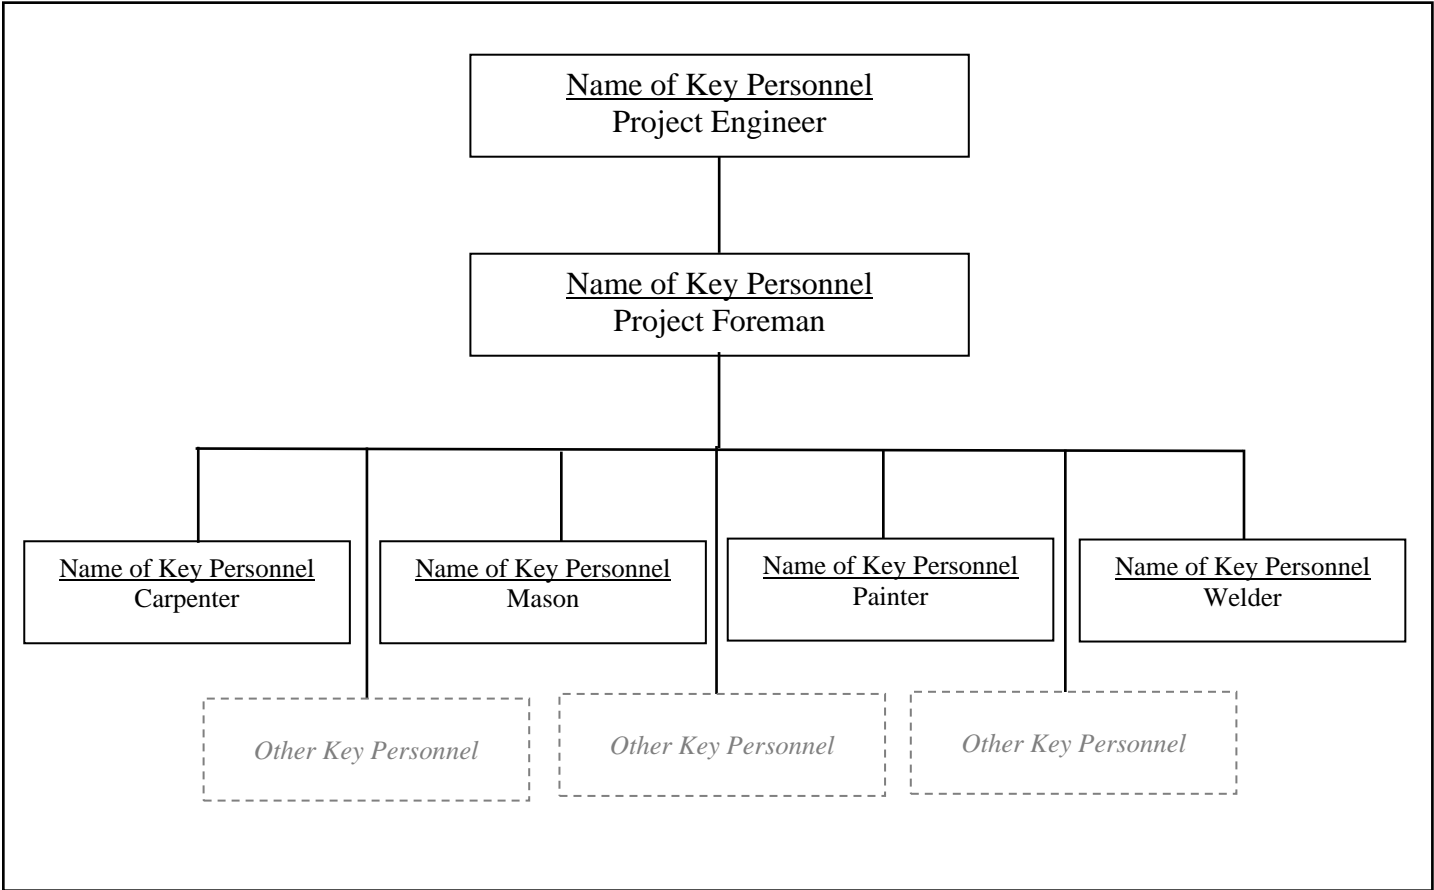 Name of Key Personnel
Project Engineer
Name of Key Personnel
Project Foreman
Name of Key Personnel
Carpenter
Name of Key Personnel
Mason
Name of Key Personnel
Painter
Name of Key Personnel
Welder
Other Key Personnel
Other Key Personnel
Other Key Personnel